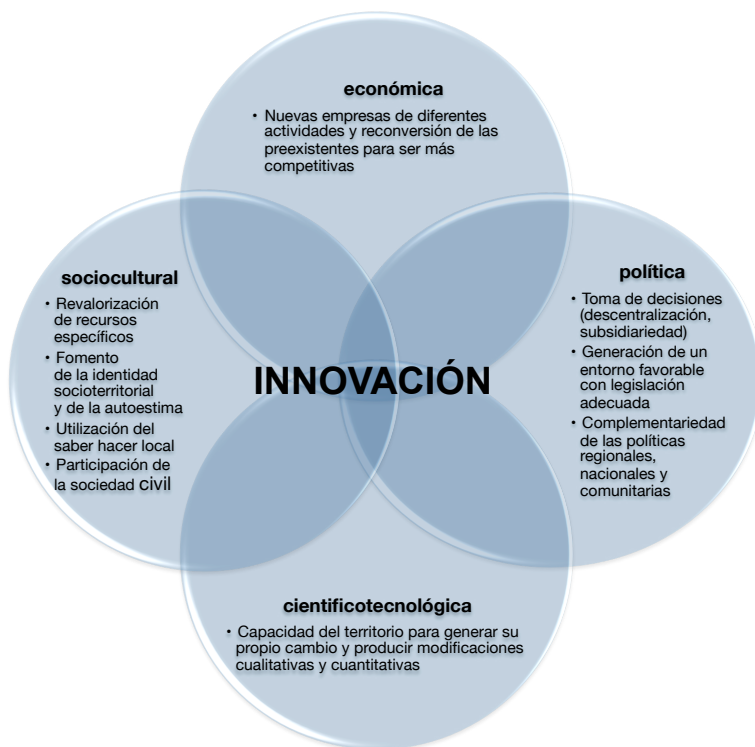 económica
• Nuevas empresas de diferentes
actividades y reconversión de las
preexistentes para ser más
competitivas
sociocultural
• Revalorización
de recursos
específicos
• Fomento
de la identidad
socioterritorial
y de la autoestima
• Utilización del
saber hacer local
• Participación de
la sociedad civil
INNOVACIÓN
política
• Toma de decisiones
(descentralización,
subsidiariedad)
• Generación de un
entorno favorable
con legislación
adecuada
• Complementariedad
de las políticas
regionales,
nacionales y
comunitarias
cientificotecnológica
• Capacidad del territorio para generar su
propio cambio y producir modificaciones
cualitativas y cuantitativas